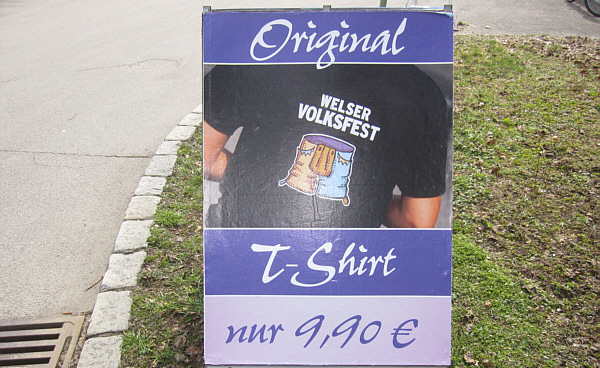 Original
WELSER
VOLKSFEST
T-Shirt
nur 9,90 €